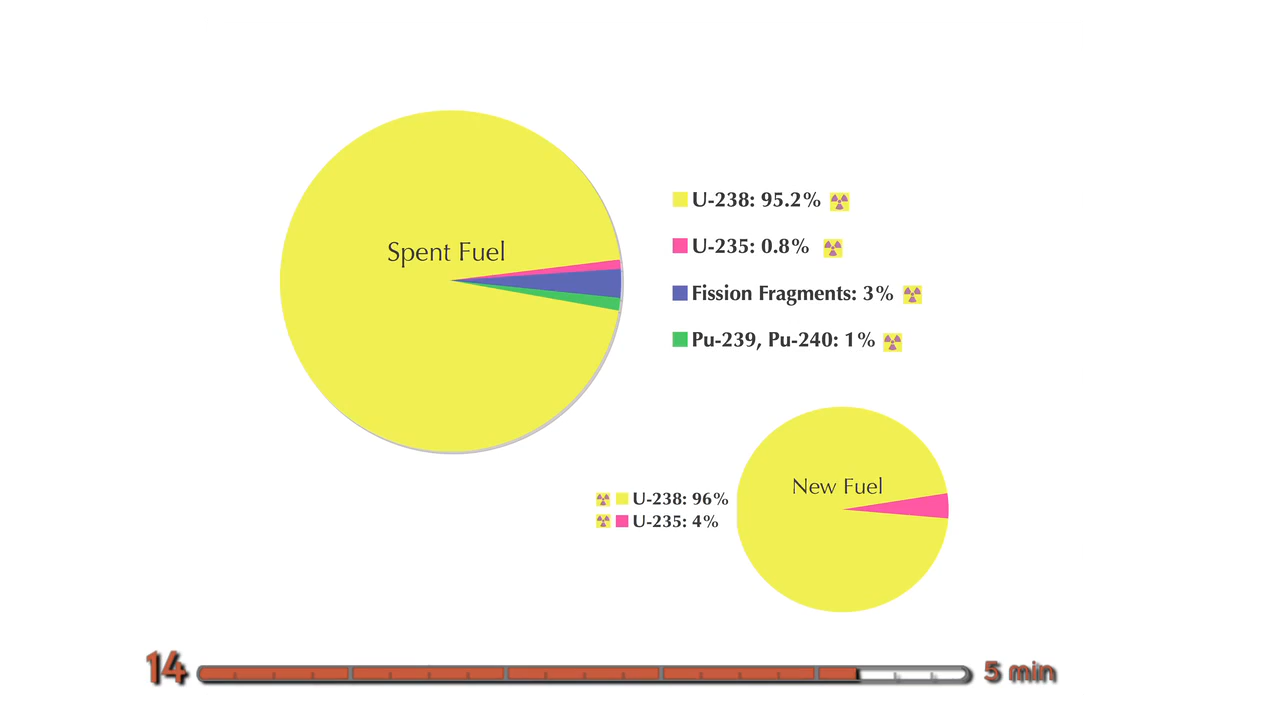 Spent Fuel
U-238: 95.2%
U-235: 0.8%
Fission Fragments: 3%
Pu-239, Pu-240: 1%
New Fuel
U-238: 96%
U-235: 4%
14
5 min